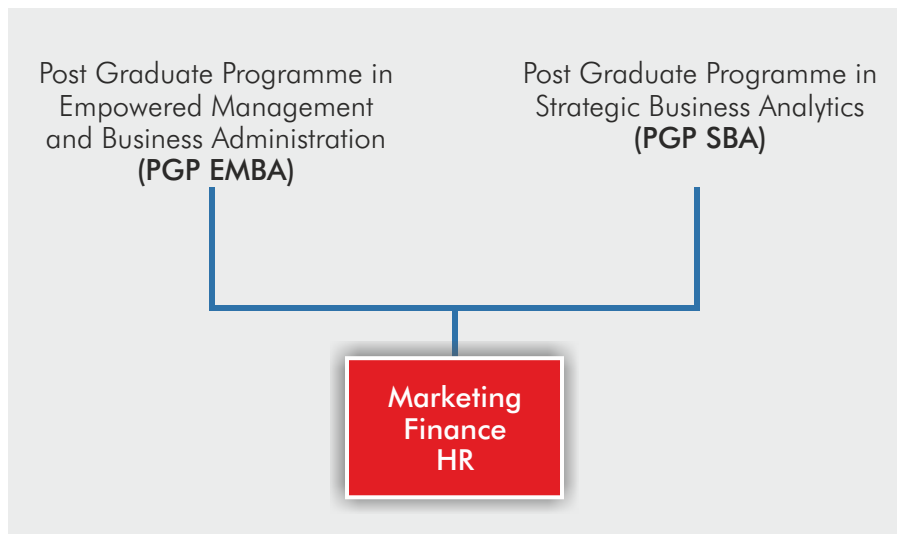 Post Graduate Programme in
Empowered Management
and Business Administration
(PGP EMBA)
Post Graduate Programme in
Strategic Business Analytics
(PGP SBA)
Marketing
Finance
HR